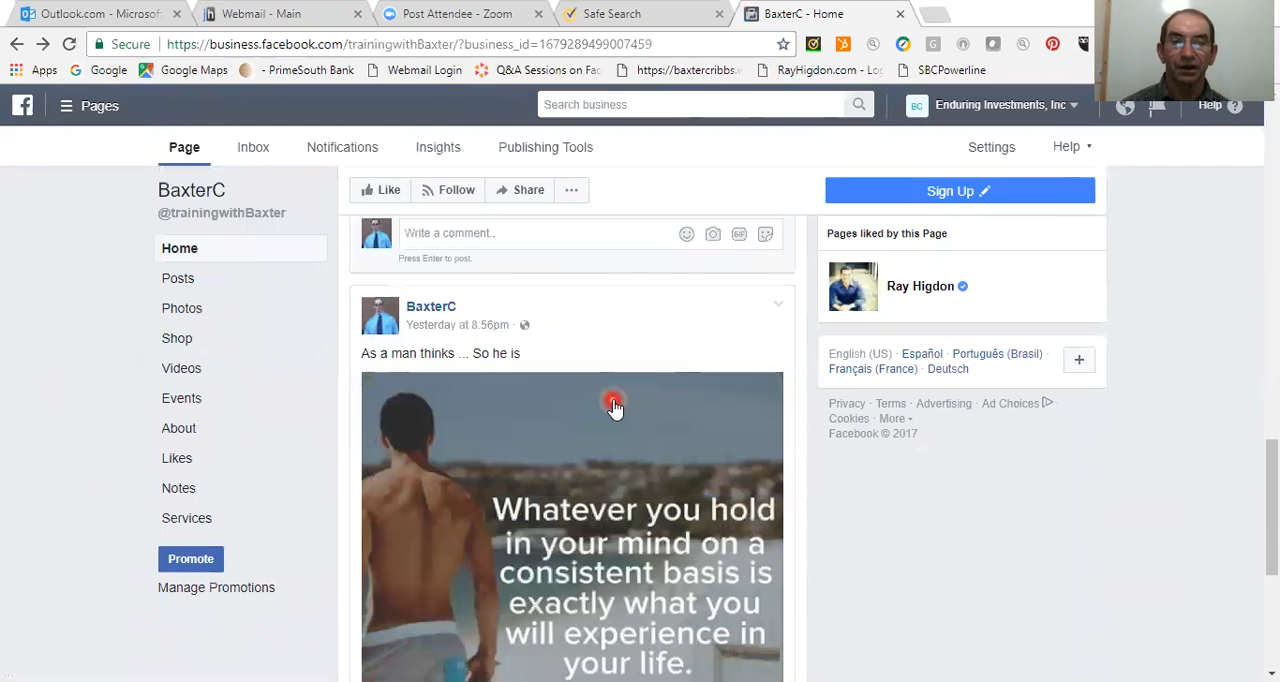 Outlook.com - Microsof
Webmail - Main
Post Attendee - Zoom
Safe Search
BaxterC - Home
Secure
https://business.facebook.com/trainingwithBaxter/?business_id=1679289499007459
Apps
Google
Google Maps
- PrimeSouth Bank
Webmail Login
Q&A Sessions on Fac
https://baxtercribbs.w
RayHigdon.com - Log
SBCPowerline
Pages
Search business
BC
Enduring Investments, Inc
Help
Page
Inbox
Notifications
Insights
Publishing Tools
Settings
Help
BaxterC
@trainingwithBaxter
Home
Posts
Photos
Shop
Videos
Events
About
Likes
Notes
Services
Promote
Manage Promotions
Like
Follow
Share
Sign Up
Write a comment..
GIF
Press Enter to post.
BaxterC
Yesterday at 8:56pm ·
As a man thinks ... So he is
Whatever you hold
in your mind on a
consistent basis is
exactly what you
will experience in
your life.
Pages liked by this Page
Ray Higdon
English (US) · Español · Português (Brasil) ·
Français (France) · Deutsch
Privacy · Terms · Advertising · Ad Choices ·
Cookies · More
Facebook © 2017